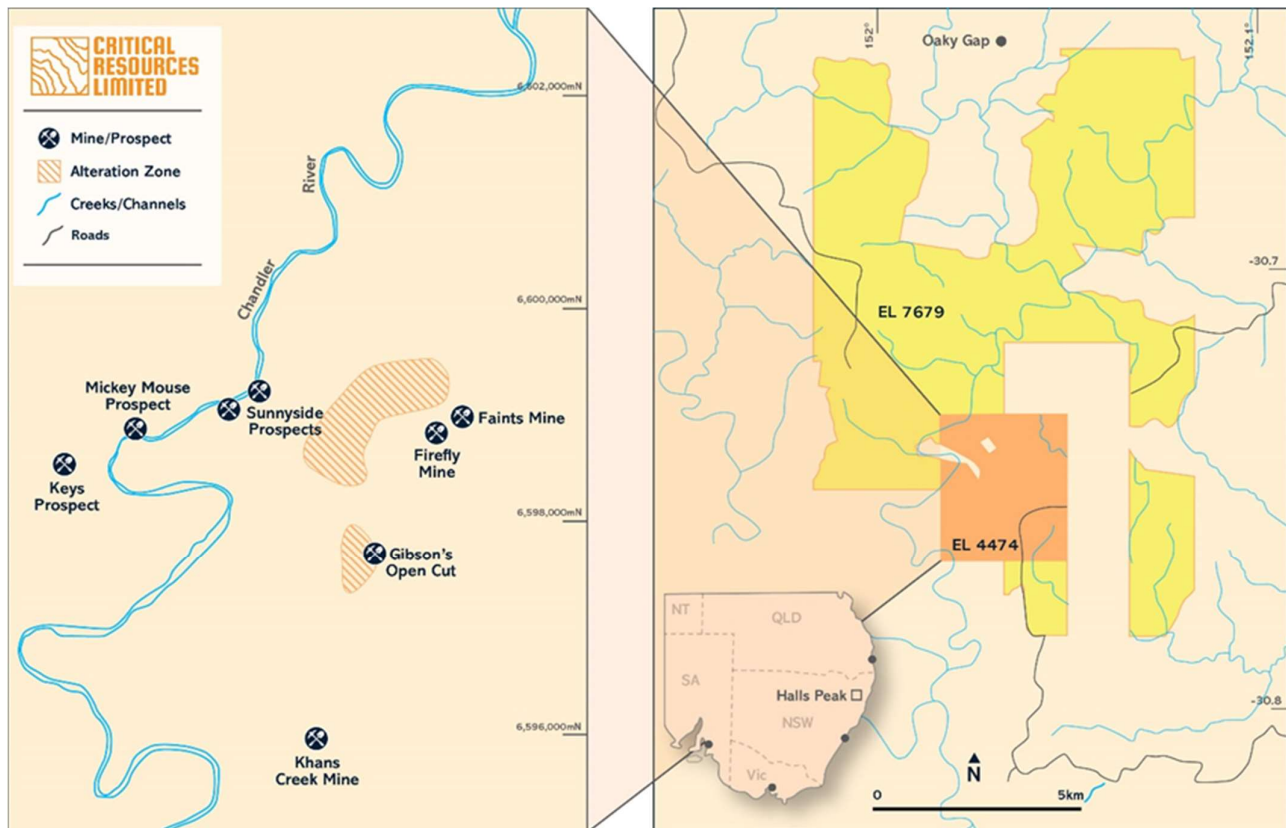 CRITICAL
RESOURCES
LIMITED
Mine/Prospect
Alteration Zone
Creeks/Channels
Roads
6,602,000mN
River
Chandler
6,600,000mN
Mickey Mouse
Prospect
Sunnyside
Prospects
Faints Mine
Firefly
Mine
Keys
Prospect
6,598,000mN
Gibson's
Open Cut
6,596,000mN
Khans
Creek Mine
152°
152.1°
Oaky Gap
-30.7
EL 7679
EL 4474
NT
QLD
SA
Halls Peak
NSW
Vic
-30.8
N
0
5km